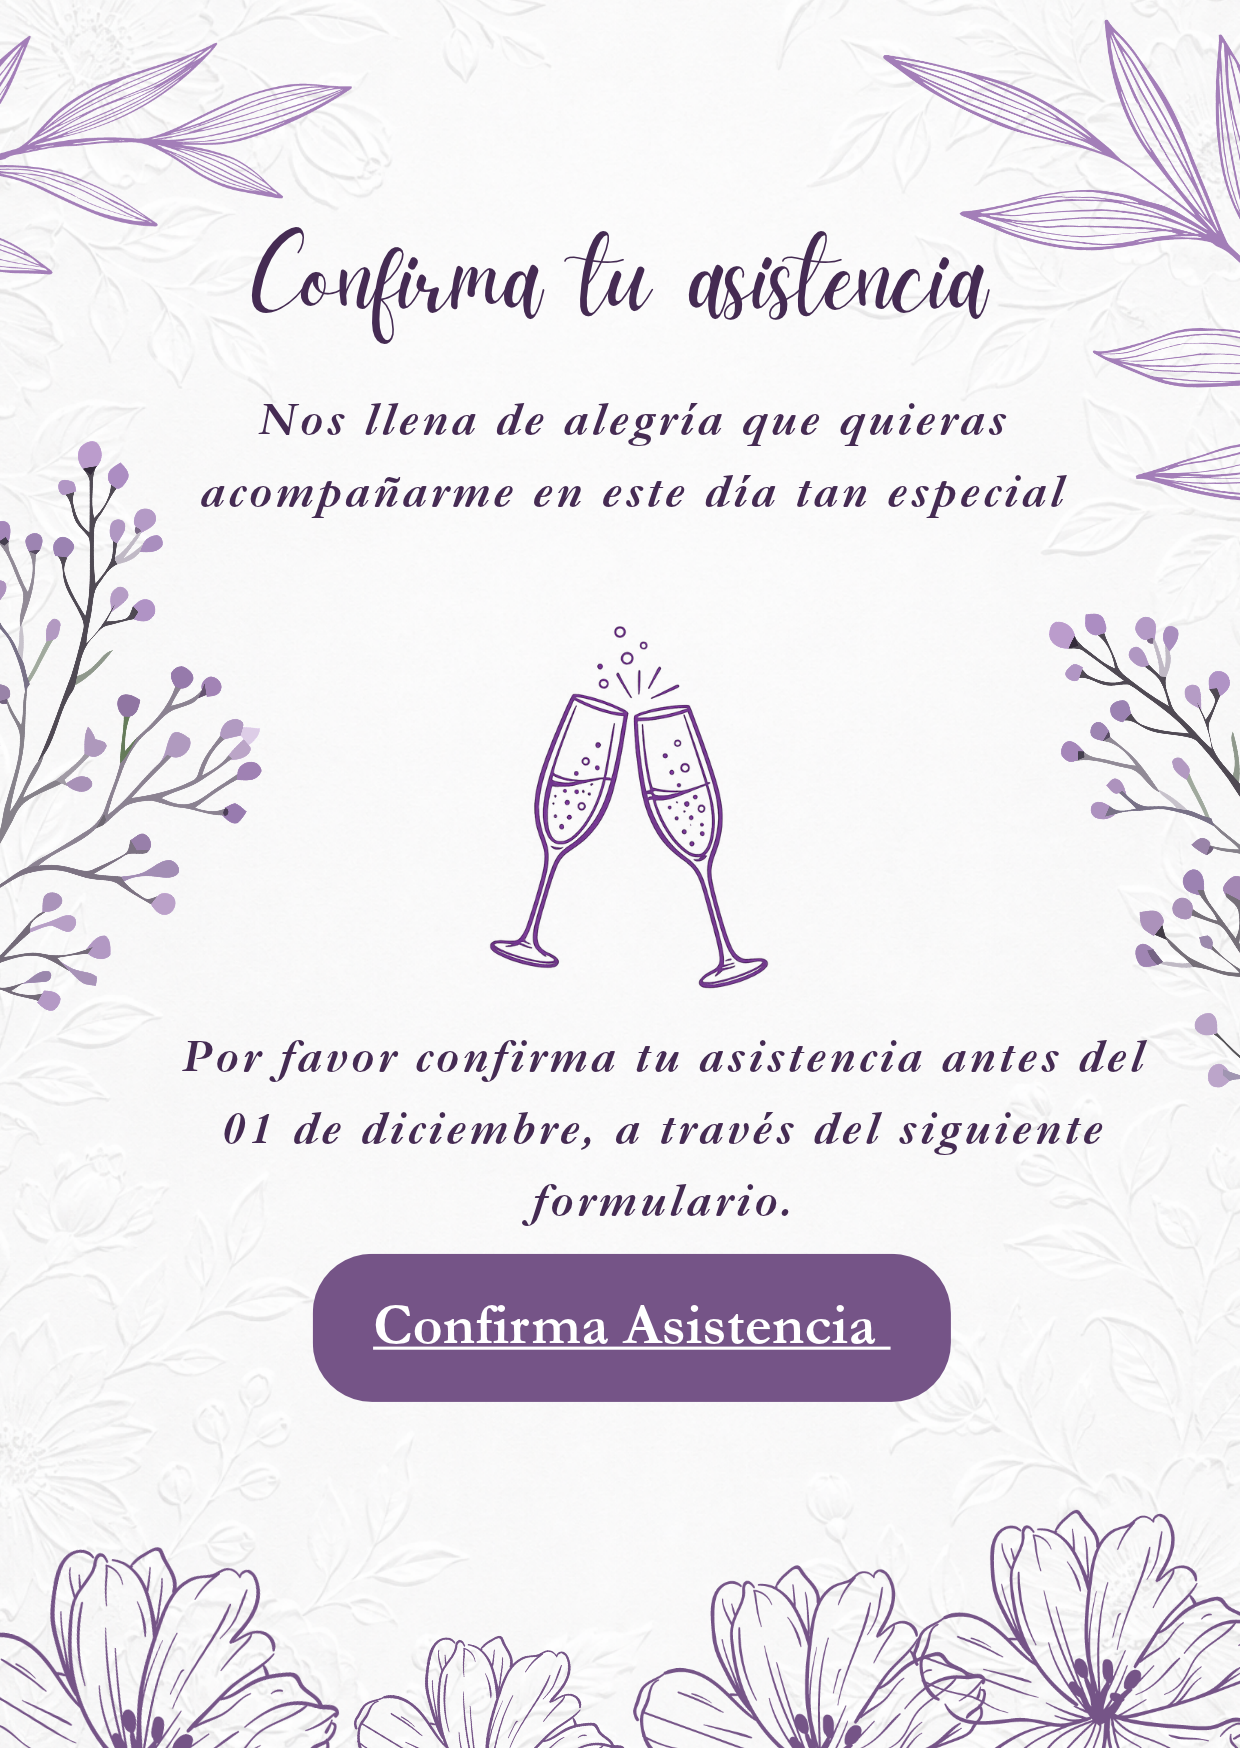 Confirma tu asistencia
Nos llena de alegría que quieras
acompañarme en este día tan especial
Por favor confirma tu asistencia antes del
01 de diciembre, a través del siguiente
formulario.
Confirma Asistencia